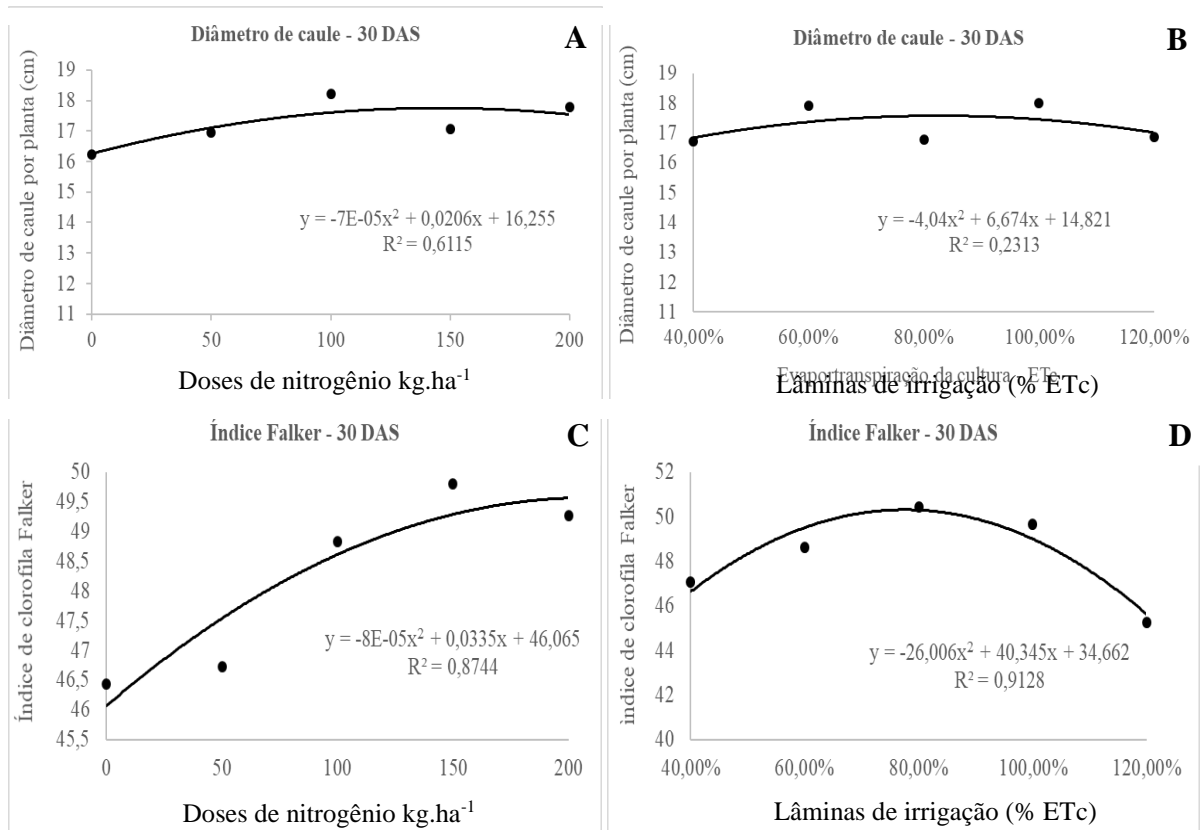 Diâmetro de caule - 30 DAS
A
Diâmetro de caule por planta (cm)
19
18
17
16
15
14
13
12
11
y = -7E-05x² + 0,0206x + 16,255
R² = 0,6115
0 50 100 150 200
Doses de nitrogênio kg.ha⁻¹
Diâmetro de caule - 30 DAS
B
Diâmetro de caule por planta (cm)
19
18
17
16
15
14
13
12
11
y = -4,04x² + 6,674x + 14,821
R² = 0,2313
40,00% 60,00% 80,00% 100,00% 120,00%
Evaportranspiração da cultura - ETc
Lâminas de irrigação (% ETc)
Índice Falker - 30 DAS
C
Índice de clorofila Falker
50
49,5
49
48,5
48
47,5
47
46,5
46
45,5
y = -8E-05x² + 0,0335x + 46,065
R² = 0,8744
0 50 100 150 200
Doses de nitrogênio kg.ha⁻¹
Índice Falker - 30 DAS
D
índice de clorofila Falker
52
50
48
46
44
42
40
y = -26,006x² + 40,345x + 34,662
R² = 0,9128
40,00% 60,00% 80,00% 100,00% 120,00%
Lâminas de irrigação (% ETc)